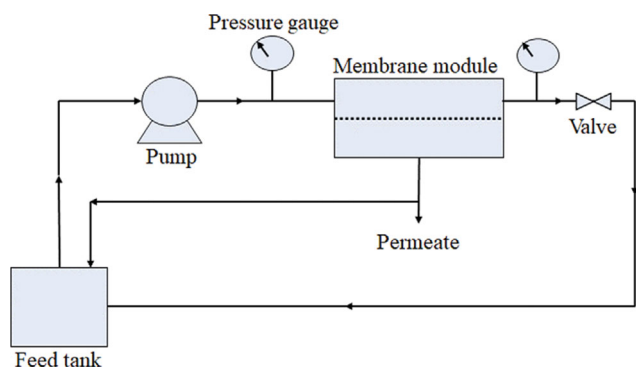 Pressure gauge
Membrane module
Pump
Valve
Permeate
Feed tank